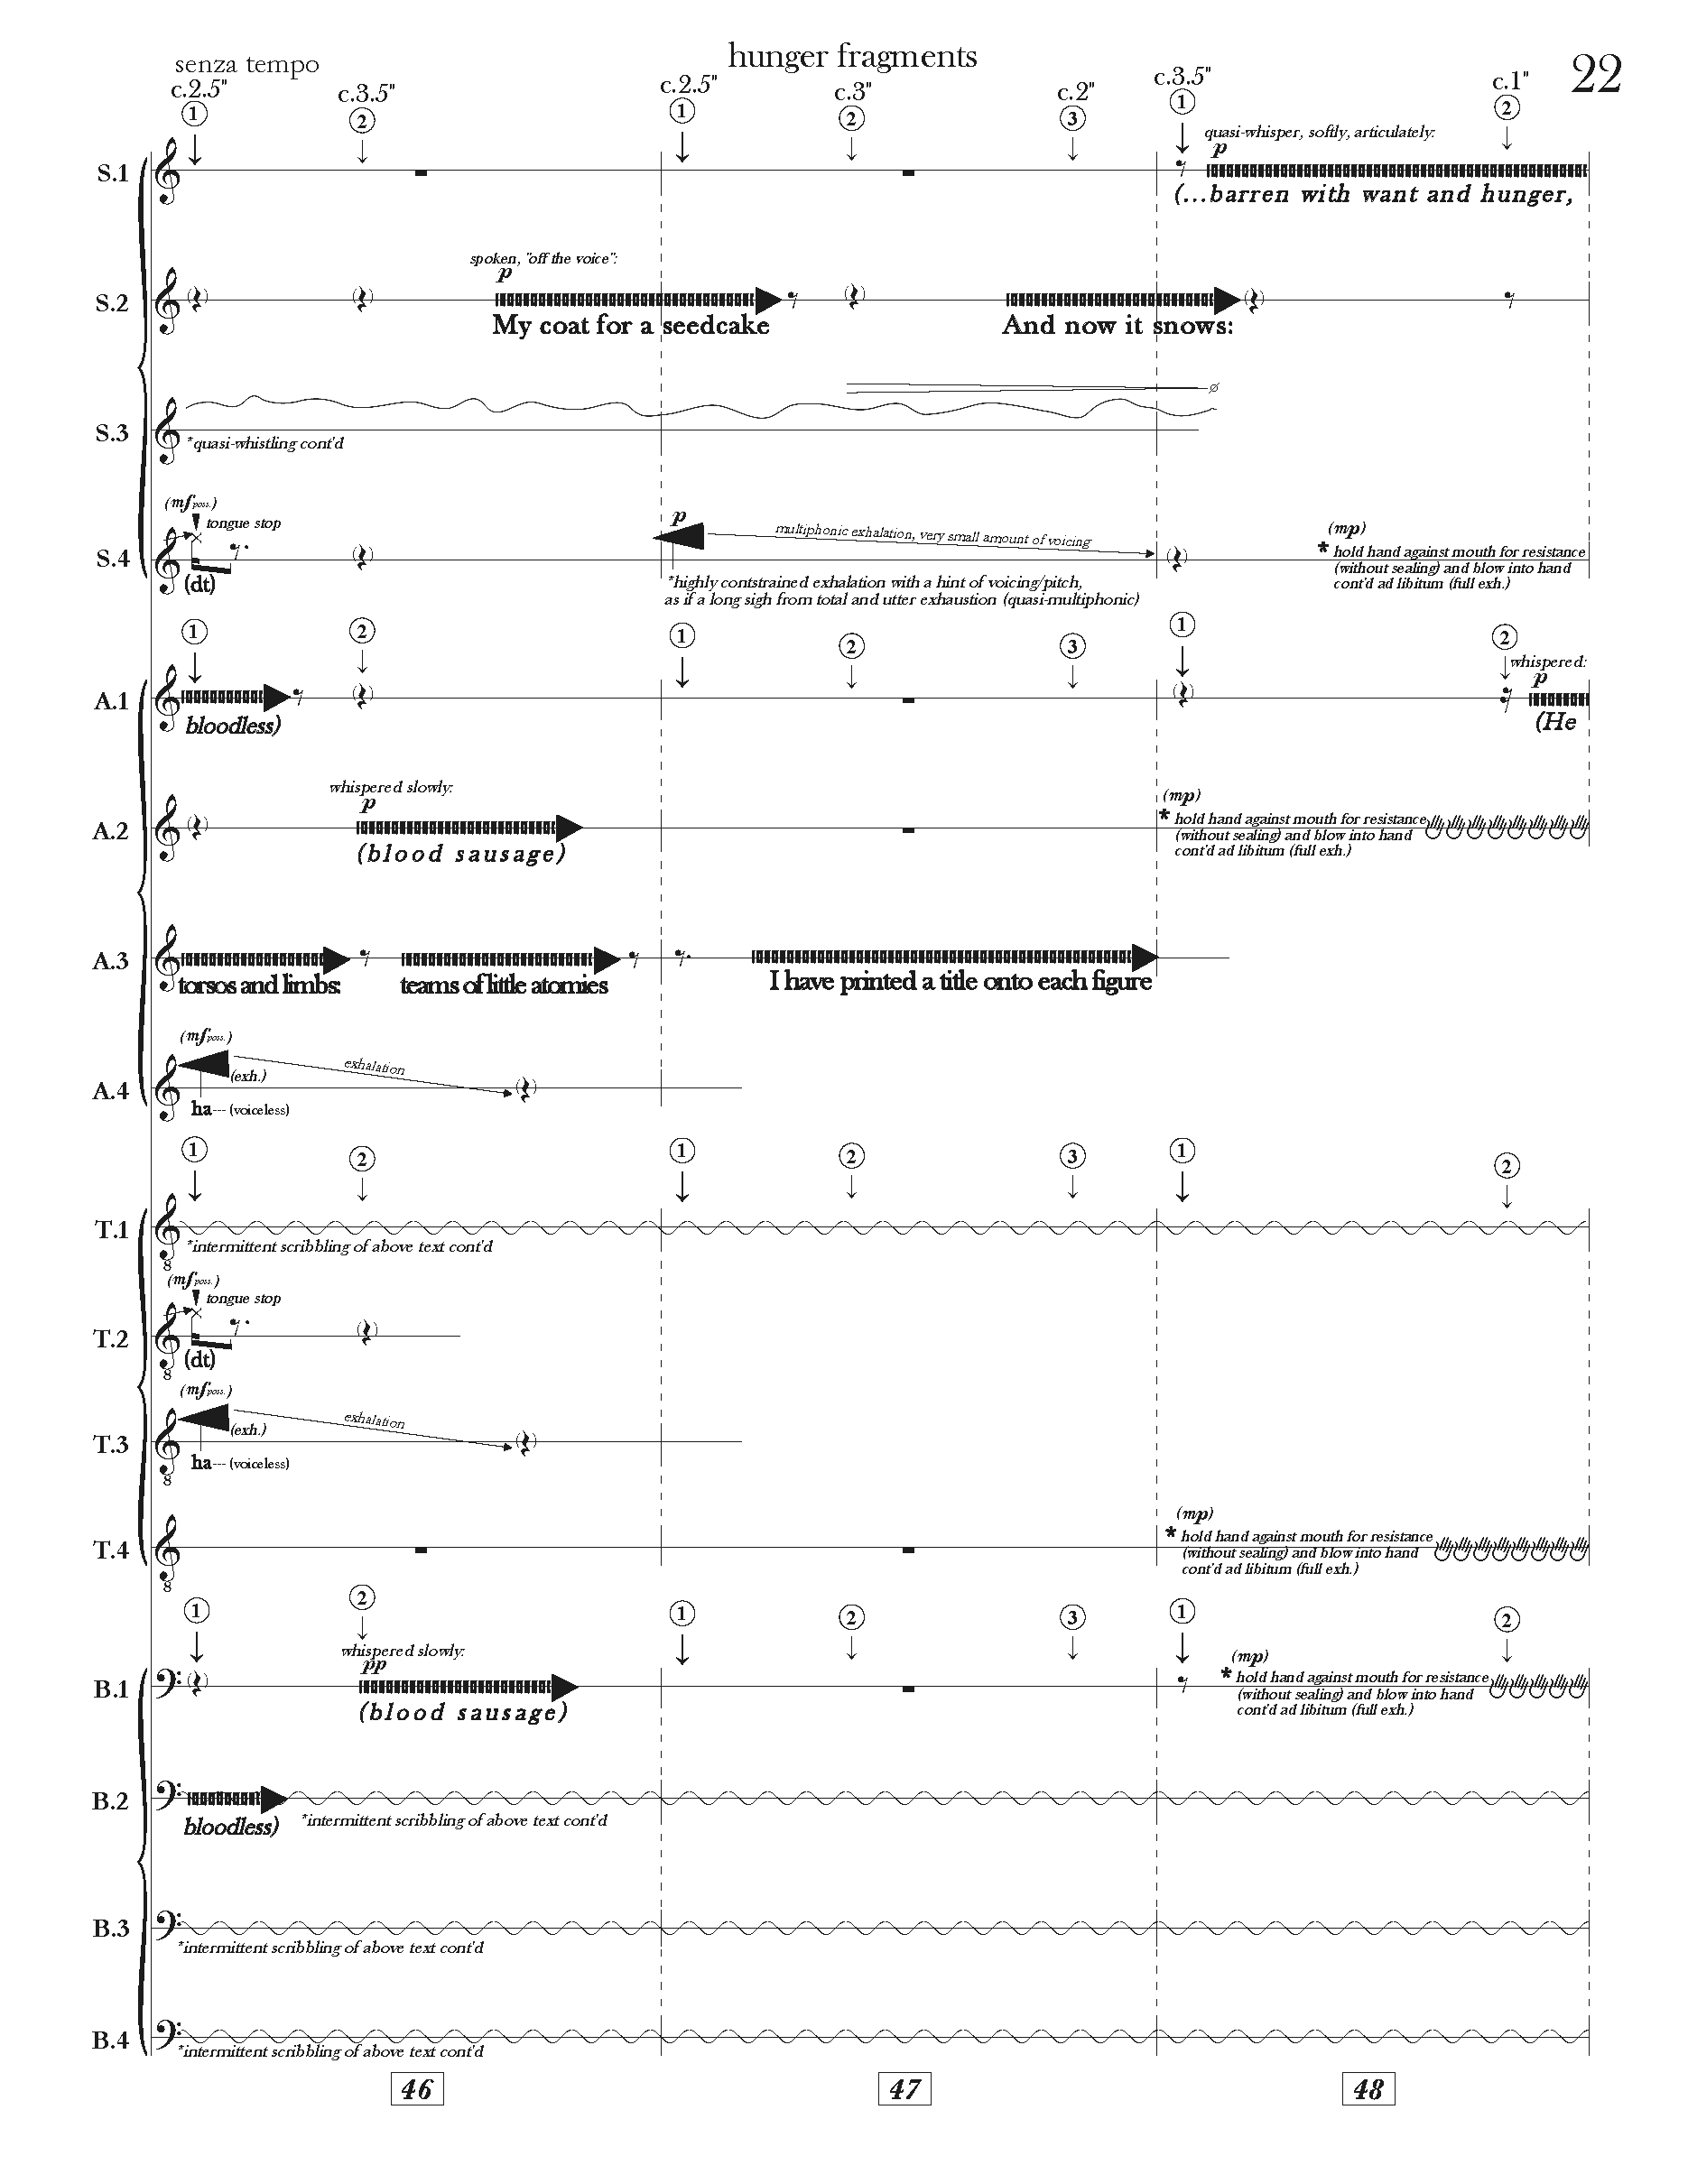 hunger fragments
22
senza tempo
c.2.5" c.3.5" c.2.5" c.3" c.2" c.3.5" c.1"
1 2 1 2 3 1 2
quasi-whisper, softly, articulately:
p
S.1
(...barren with want and hunger,
spoken, "off the voice":
p
S.2
My coat for a seedcake And now it snows:
ø
S.3
*quasi-whistling cont'd
(mf poss.)
tongue stop
p
multiphonic exhalation, very small amount of voicing
(mp)
S.4
(dt)
*highly contstrained exhalation with a hint of voicing/pitch,
as if a long sigh from total and utter exhaustion (quasi-multiphonic)
* hold hand against mouth for resistance
(without sealing) and blow into hand
cont'd ad libitum (full exh.)
1 2 1 2 3 1 2
whispered:
p
A.1
bloodless) (He
whispered slowly:
p
(mp)
A.2
(blood sausage)
* hold hand against mouth for resistance
(without sealing) and blow into hand
cont'd ad libitum (full exh.)
A.3
torsos and limbs: teams of little atomies I have printed a title onto each figure
(mf poss.)
(exh.)
exhalation
A.4
ha--- (voiceless)
1 2 1 2 3 1 2
T.1
8
*intermittent scribbling of above text cont'd
(mf poss.)
tongue stop
T.2
(dt)
8
(mf poss.)
(exh.)
exhalation
T.3
ha--- (voiceless)
8
(mp)
T.4
8
* hold hand against mouth for resistance
(without sealing) and blow into hand
cont'd ad libitum (full exh.)
1 2 1 2 3 1 2
whispered slowly:
pp
(mp)
B.1
(blood sausage)
* hold hand against mouth for resistance
(without sealing) and blow into hand
cont'd ad libitum (full exh.)
B.2
bloodless) *intermittent scribbling of above text cont'd
B.3
*intermittent scribbling of above text cont'd
B.4
*intermittent scribbling of above text cont'd
46 47 48